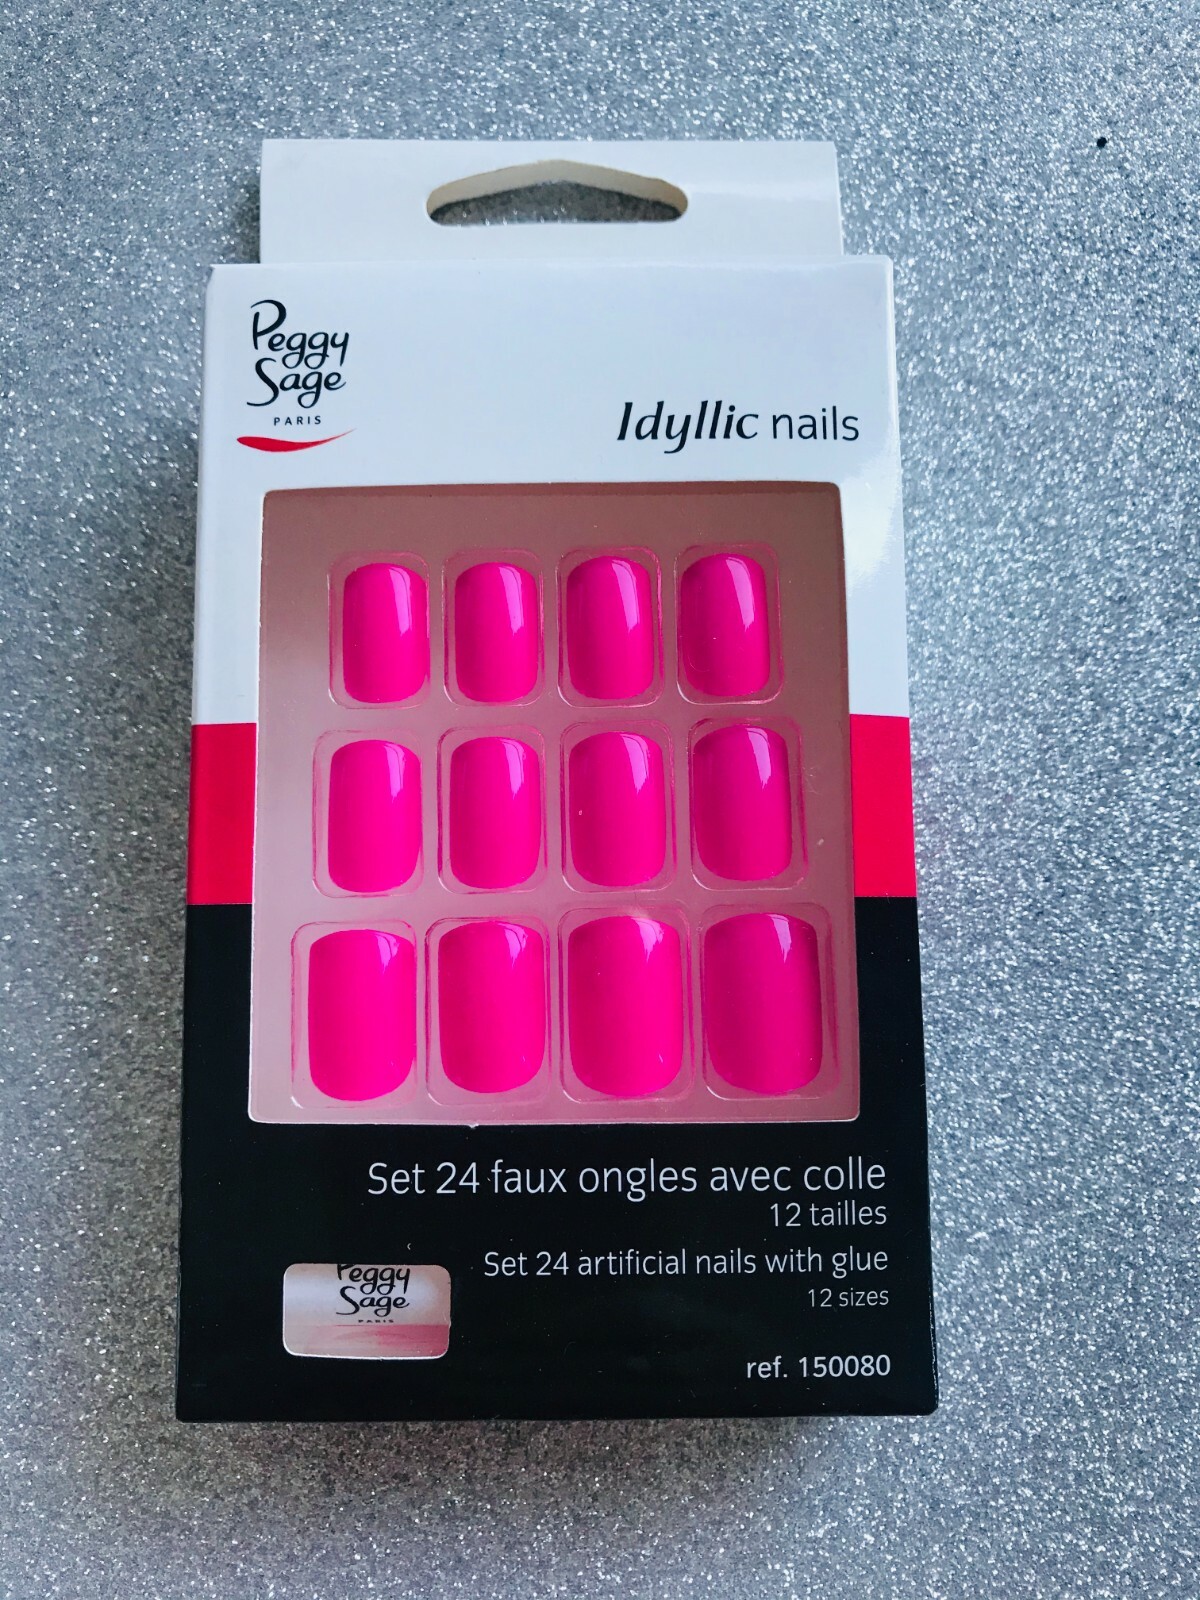 Peggy
Sage
PARIS
Idyllic nails
Set 24 faux ongles avec colle
12 tailles
Set 24 artificial nails with glue
12 sizes
Peggy
Sage
PARIS
ref. 150080